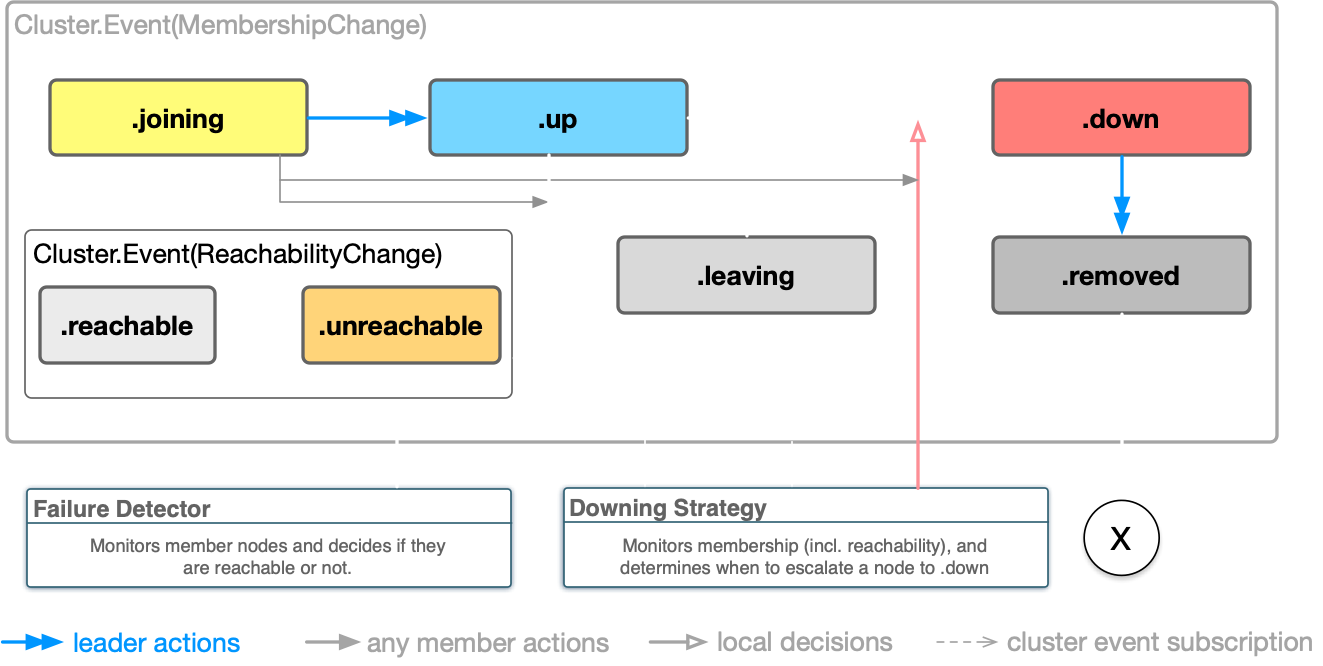 Cluster.Event(MembershipChange)
.joining
.up
.down
Cluster.Event(ReachabilityChange)
.reachable
.unreachable
.leaving
.removed
Failure Detector
Monitors member nodes and decides if they
are reachable or not.
Downing Strategy
Monitors membership (incl. reachability), and
determines when to escalate a node to .down
X
leader actions
any member actions
local decisions
cluster event subscription